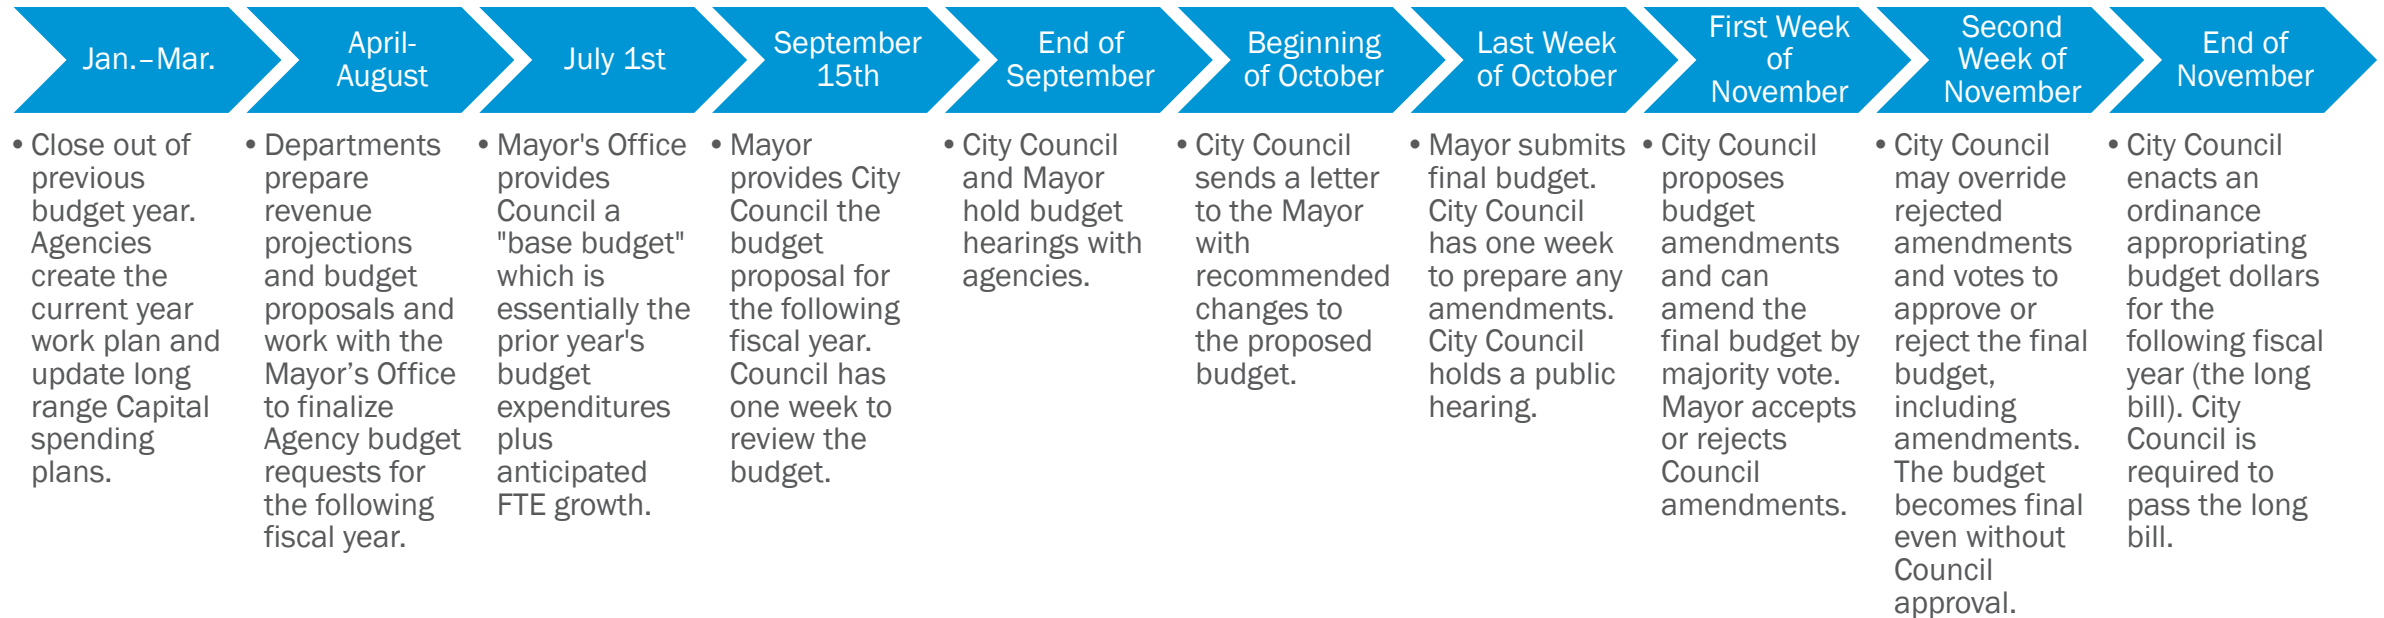 Jan.–Mar.
• Close out of
previous
budget year.
Agencies
create the
current year
work plan and
update long
range Capital
spending
plans.
April-
August
• Departments
prepare
revenue
projections
and budget
proposals and
work with the
Mayor’s Office
to finalize
Agency budget
requests for
the following
fiscal year.
July 1st
• Mayor's Office
provides
Council a
"base budget"
which is
essentially the
prior year's
budget
expenditures
plus
anticipated
FTE growth.
September
15th
• Mayor
provides City
Council the
budget
proposal for
the following
fiscal year.
Council has
one week to
review the
budget.
End of
September
• City Council
and Mayor
hold budget
hearings with
agencies.
Beginning
of October
• City Council
sends a letter
to the Mayor
with
recommended
changes to
the proposed
budget.
Last Week
of October
• Mayor submits
final budget.
City Council
has one week
to prepare any
amendments.
City Council
holds a public
hearing.
First Week
of
November
• City Council
proposes
budget
amendments
and can
amend the
final budget by
majority vote.
Mayor accepts
or rejects
Council
amendments.
Second
Week of
November
• City Council
may override
rejected
amendments
and votes to
approve or
reject the final
budget,
including
amendments.
The budget
becomes final
even without
Council
approval.
End of
November
• City Council
enacts an
ordinance
appropriating
budget dollars
for the
following fiscal
year (the long
bill). City
Council is
required to
pass the long
bill.